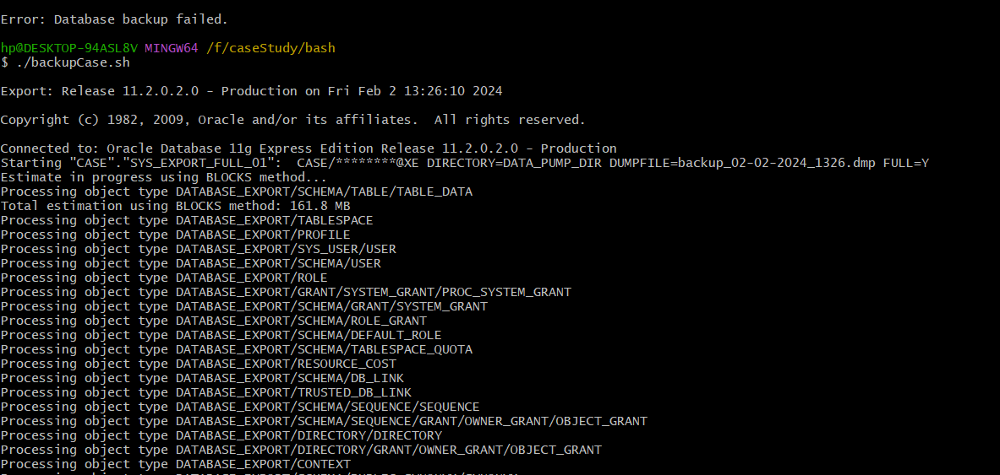 Error: Database backup failed.
hp@DESKTOP-94ASL8V MINGW64 /f/caseStudy/bash
$ ./backupCase.sh
Export: Release 11.2.0.2.0 - Production on Fri Feb 2 13:26:10 2024
Copyright (c) 1982, 2009, Oracle and/or its affiliates.  All rights reserved.
Connected to: Oracle Database 11g Express Edition Release 11.2.0.2.0 - Production
Starting "CASE"."SYS_EXPORT_FULL_01":  CASE/********@XE DIRECTORY=DATA_PUMP_DIR DUMPFILE=backup_02-02-2024_1326.dmp FULL=Y
Estimate in progress using BLOCKS method...
Processing object type DATABASE_EXPORT/SCHEMA/TABLE/TABLE_DATA
Total estimation using BLOCKS method: 161.8 MB
Processing object type DATABASE_EXPORT/TABLESPACE
Processing object type DATABASE_EXPORT/PROFILE
Processing object type DATABASE_EXPORT/SYS_USER/USER
Processing object type DATABASE_EXPORT/SCHEMA/USER
Processing object type DATABASE_EXPORT/ROLE
Processing object type DATABASE_EXPORT/GRANT/SYSTEM_GRANT/PROC_SYSTEM_GRANT
Processing object type DATABASE_EXPORT/SCHEMA/GRANT/SYSTEM_GRANT
Processing object type DATABASE_EXPORT/SCHEMA/ROLE_GRANT
Processing object type DATABASE_EXPORT/SCHEMA/DEFAULT_ROLE
Processing object type DATABASE_EXPORT/SCHEMA/TABLESPACE_QUOTA
Processing object type DATABASE_EXPORT/RESOURCE_COST
Processing object type DATABASE_EXPORT/SCHEMA/DB_LINK
Processing object type DATABASE_EXPORT/TRUSTED_DB_LINK
Processing object type DATABASE_EXPORT/SCHEMA/SEQUENCE/SEQUENCE
Processing object type DATABASE_EXPORT/SCHEMA/SEQUENCE/GRANT/OWNER_GRANT/OBJECT_GRANT
Processing object type DATABASE_EXPORT/DIRECTORY/DIRECTORY
Processing object type DATABASE_EXPORT/DIRECTORY/GRANT/OWNER_GRANT/OBJECT_GRANT
Processing object type DATABASE_EXPORT/CONTEXT